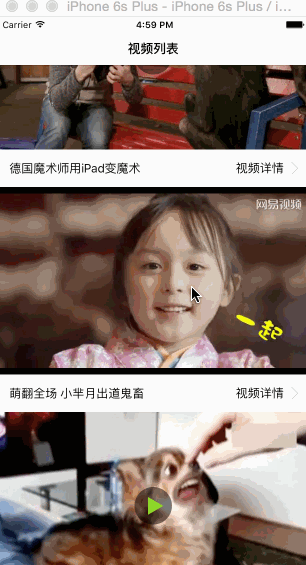 iPhone 6s Plus - iPhone 6s Plus / i...
Carrier 4:59 PM
视频列表
德国魔术师用iPad变魔术 视频详情
网易视频
一起
萌翻全场 小芈月出道鬼畜 视频详情